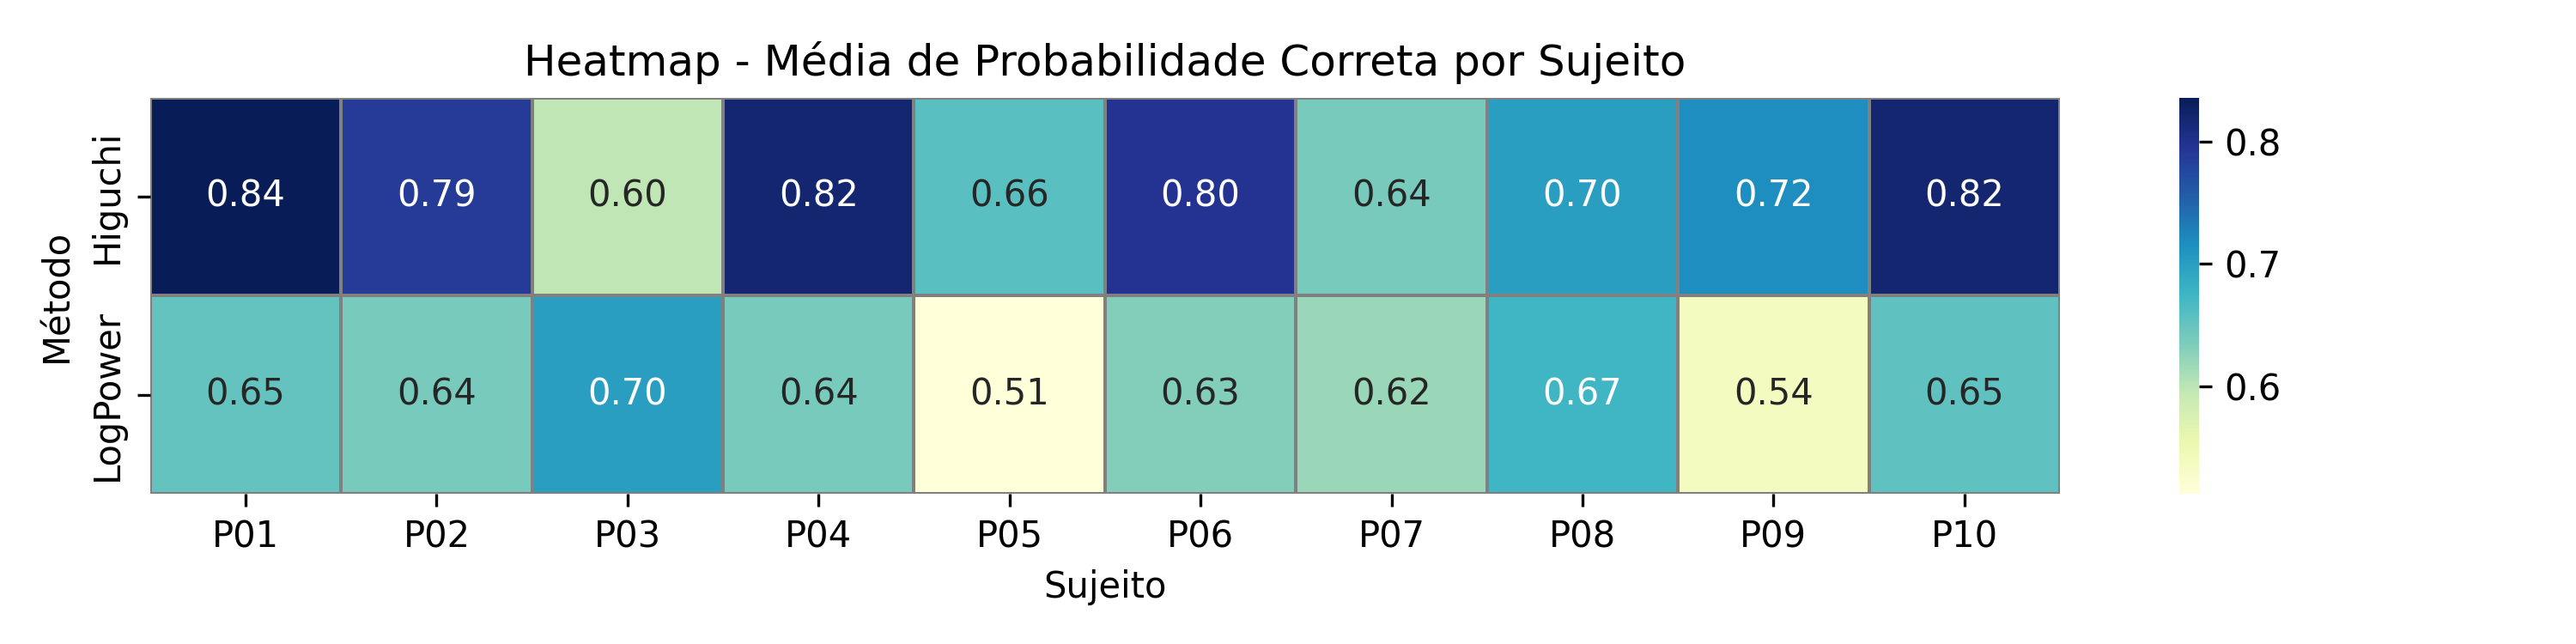 Heatmap - Média de Probabilidade Correta por Sujeito
Método
Higuchi
0.84 0.79 0.60 0.82 0.66 0.80 0.64 0.70 0.72 0.82
LogPower
0.65 0.64 0.70 0.64 0.51 0.63 0.62 0.67 0.54 0.65
P01 P02 P03 P04 P05 P06 P07 P08 P09 P10
Sujeito
0.8
0.7
0.6